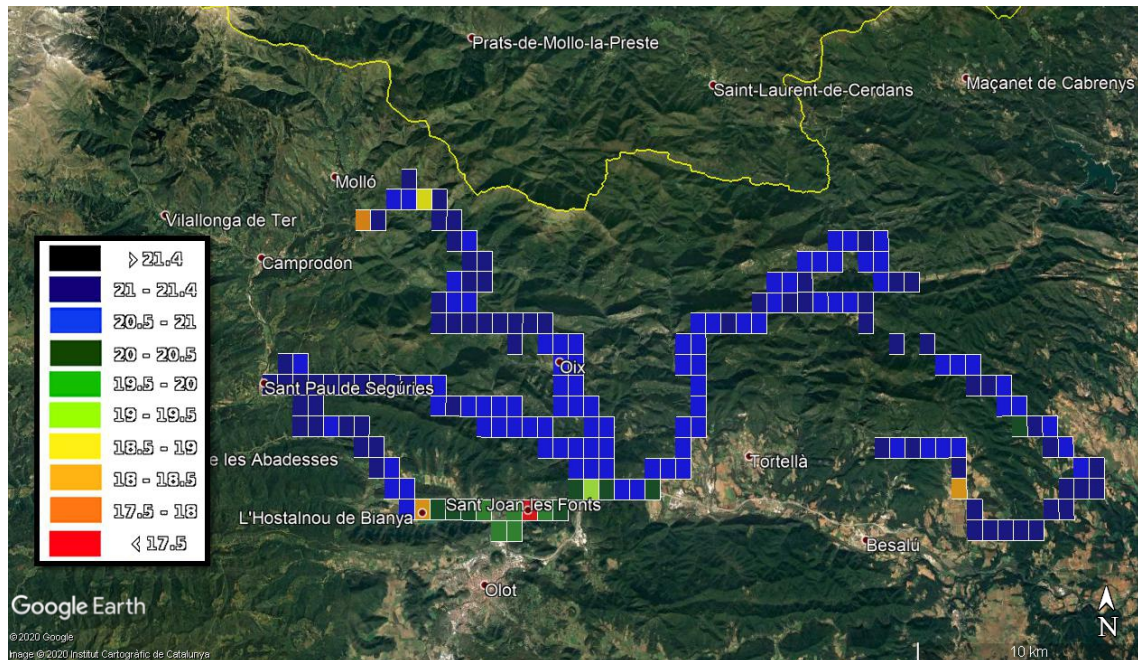 Prats-de-Mollo-la-Preste
Saint-Laurent-de-Cerdans
Maçanet de Cabrenys
Molló
Vilallonga de Ter
Camprodon
> 21.4
21 - 21.4
20.5 - 21
20 - 20.5
19.5 - 20
19 - 19.5
18.5 - 19
18 - 18.5
17.5 - 18
< 17.5
Oix
Sant Pau de Segúries
e les Abadesses
Tortellà
Sant Joan les Fonts
L'Hostalnou de Bianya
Besalú
Olot
Google Earth
© 2020 Google
Image © 2020 Institut Cartogràfic de Catalunya
N
10 km